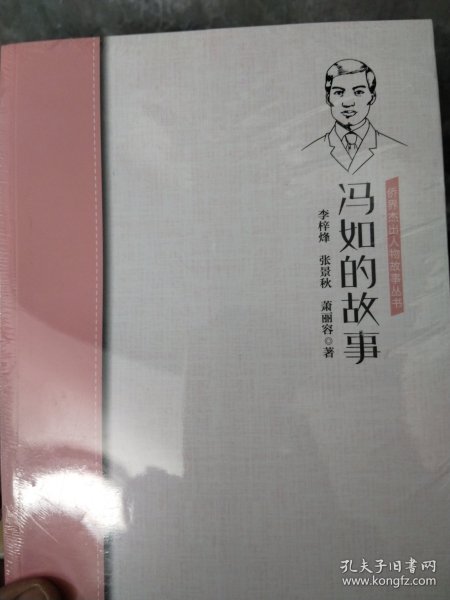 侨界杰出人物故事丛书
冯如的故事
李梓烽 张景秋 萧丽容◎著
孔夫子旧书网
www.kongfz.com